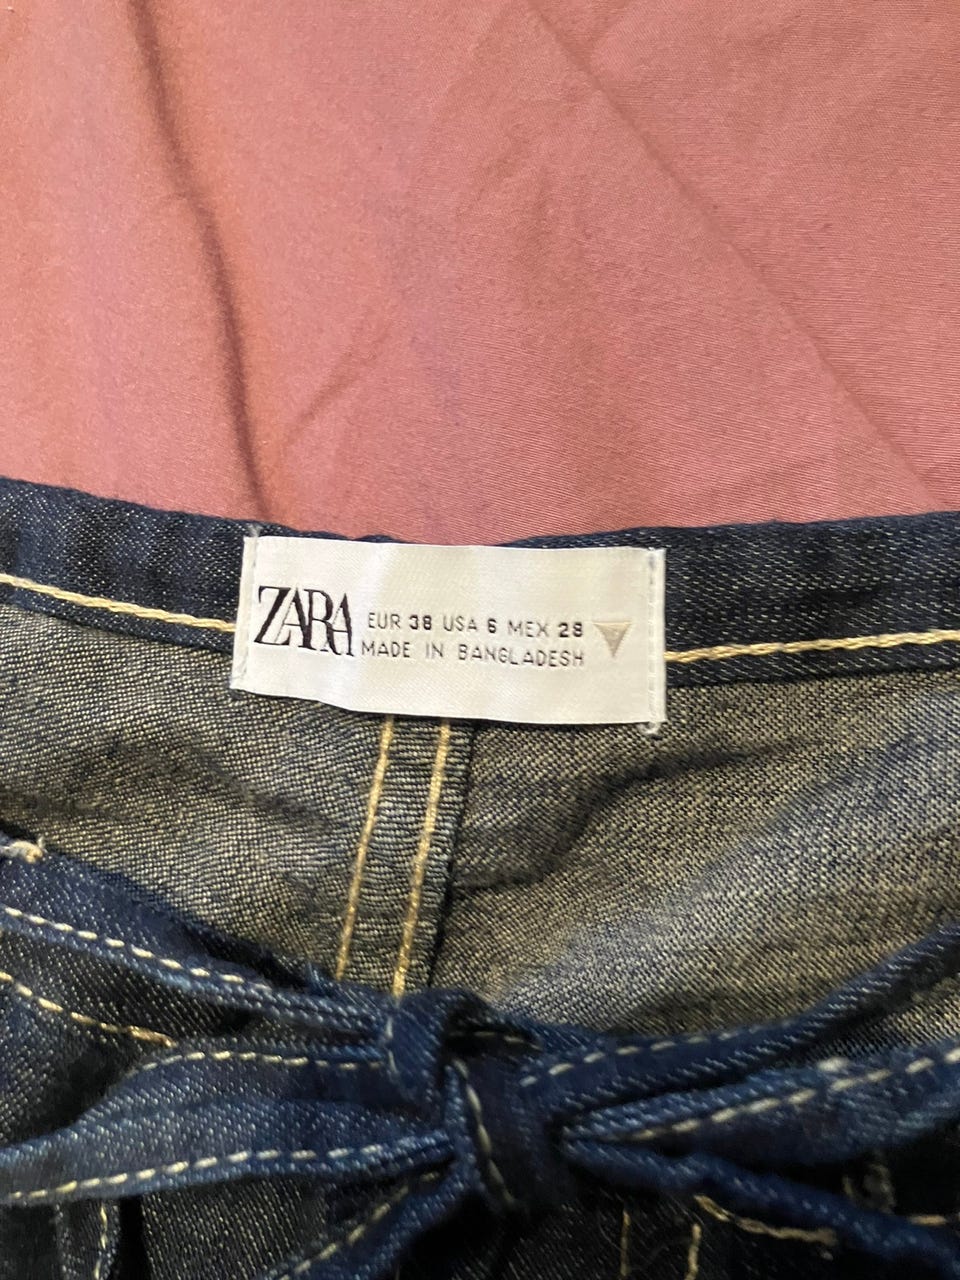 ZARA
EUR 38 USA 6 MEX 28
MADE IN BANGLADESH